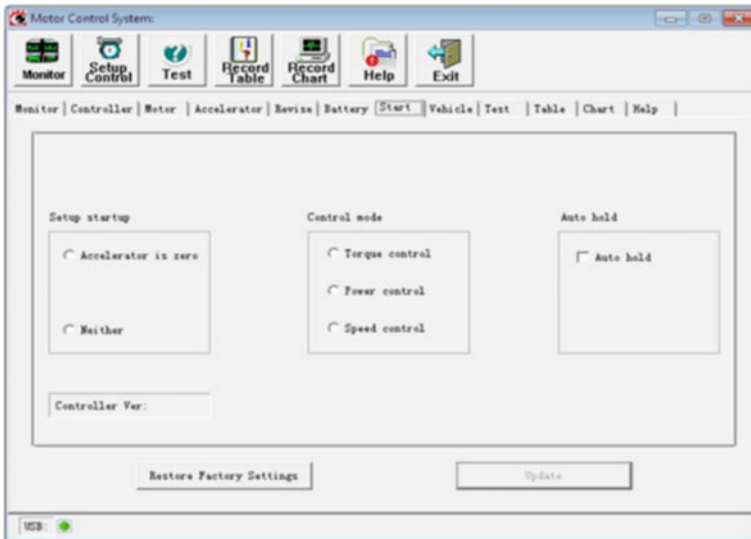 Motor Control System:
Monitor
Setup Control
Test
Record Table
Record Chart
Help
Exit
Monitor Controller Motor Accelerator Revise Battery Start Vehicle Test Table Chart Help
Setup startup
Control mode
Auto hold
Accelerator is zero
Torque control
Auto hold
Power control
Neither
Speed control
Controller Ver:
Restore Factory Settings
Update
USB: